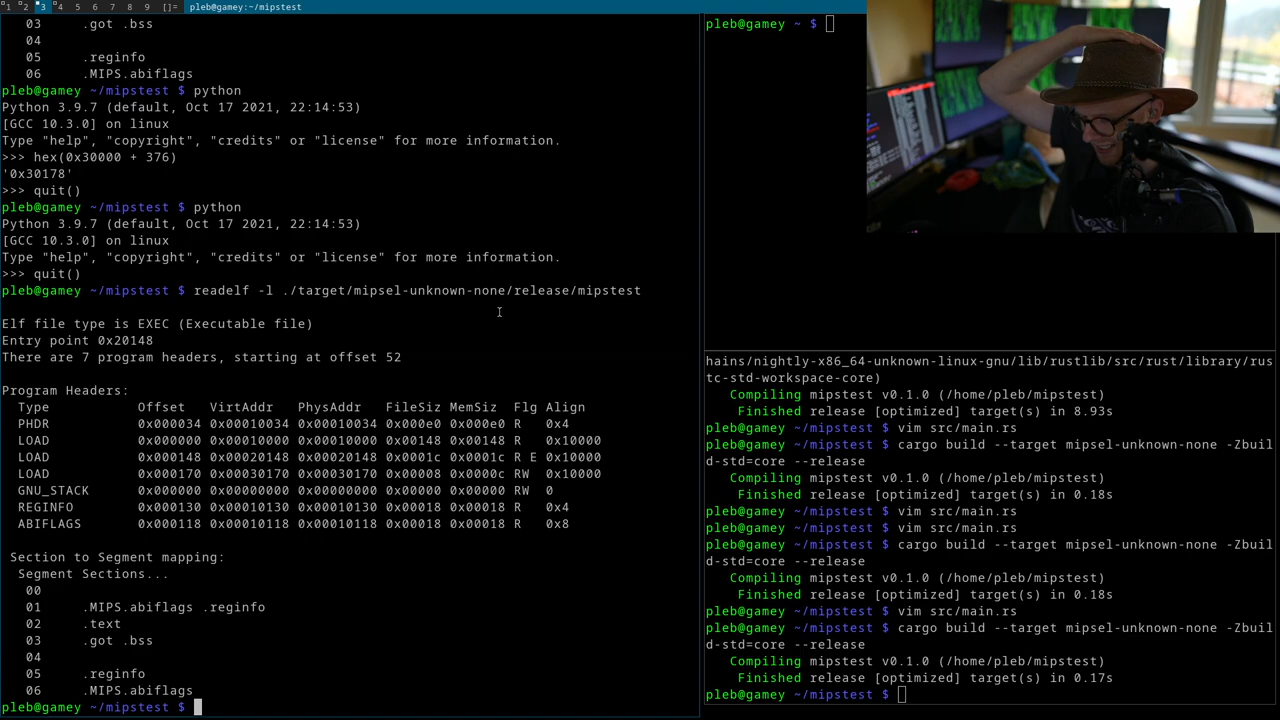 1 2 3 4 5 6 7 8 9 []= pleb@gamey:~/mipstest
03 .got .bss
04
05 .reginfo
06 .MIPS.abiflags
pleb@gamey ~/mipstest $ python
Python 3.9.7 (default, Oct 17 2021, 22:14:53)
[GCC 10.3.0] on linux
Type "help", "copyright", "credits" or "license" for more information.
>>> hex(0x30000 + 376)
'0x30178'
>>> quit()
pleb@gamey ~/mipstest $ python
Python 3.9.7 (default, Oct 17 2021, 22:14:53)
[GCC 10.3.0] on linux
Type "help", "copyright", "credits" or "license" for more information.
>>> quit()
pleb@gamey ~/mipstest $ readelf -l ./target/mipsel-unknown-none/release/mipstest
Elf file type is EXEC (Executable file)
Entry point 0x20148
There are 7 program headers, starting at offset 52
Program Headers:
Type Offset VirtAddr PhysAddr FileSiz MemSiz Flg Align
PHDR 0x000034 0x00010034 0x00010034 0x000e0 0x000e0 R 0x4
LOAD 0x000000 0x00010000 0x00010000 0x00148 0x00148 R 0x10000
LOAD 0x000148 0x00020148 0x00020148 0x0001c 0x0001c R E 0x10000
LOAD 0x000170 0x00030170 0x00030170 0x00008 0x0000c RW 0x10000
GNU_STACK 0x000000 0x00000000 0x00000000 0x00000 0x00000 RW 0
REGINFO 0x000130 0x00010130 0x00010130 0x00018 0x00018 R 0x4
ABIFLAGS 0x000118 0x00010118 0x00010118 0x00018 0x00018 R 0x8
Section to Segment mapping:
Segment Sections...
00
01 .MIPS.abiflags .reginfo
02 .text
03 .got .bss
04
05 .reginfo
06 .MIPS.abiflags
pleb@gamey ~/mipstest $
pleb@gamey ~ $
hains/nightly-x86_64-unknown-linux-gnu/lib/rustlib/src/rust/library/rus
tc-std-workspace-core)
Compiling mipstest v0.1.0 (/home/pleb/mipstest)
Finished release [optimized] target(s) in 8.93s
pleb@gamey ~/mipstest $ vim src/main.rs
pleb@gamey ~/mipstest $ cargo build --target mipsel-unknown-none -Zbuil
d-std=core --release
Compiling mipstest v0.1.0 (/home/pleb/mipstest)
Finished release [optimized] target(s) in 0.18s
pleb@gamey ~/mipstest $ vim src/main.rs
pleb@gamey ~/mipstest $ vim src/main.rs
pleb@gamey ~/mipstest $ cargo build --target mipsel-unknown-none -Zbuil
d-std=core --release
Compiling mipstest v0.1.0 (/home/pleb/mipstest)
Finished release [optimized] target(s) in 0.18s
pleb@gamey ~/mipstest $ vim src/main.rs
pleb@gamey ~/mipstest $ cargo build --target mipsel-unknown-none -Zbuil
d-std=core --release
Compiling mipstest v0.1.0 (/home/pleb/mipstest)
Finished release [optimized] target(s) in 0.17s
pleb@gamey ~/mipstest $